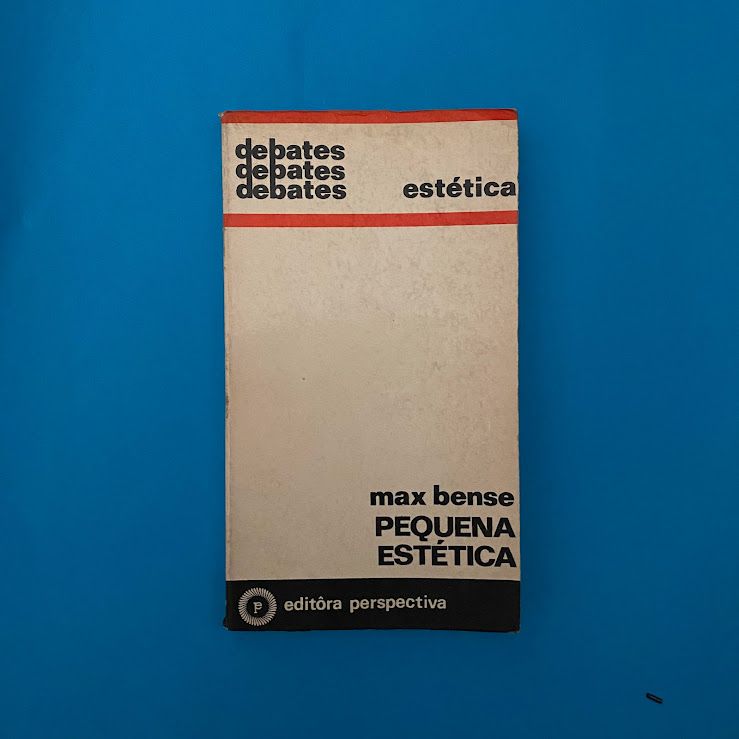 debates
debates
debates estética
max bense
PEQUENA
ESTÉTICA
editôra perspectiva